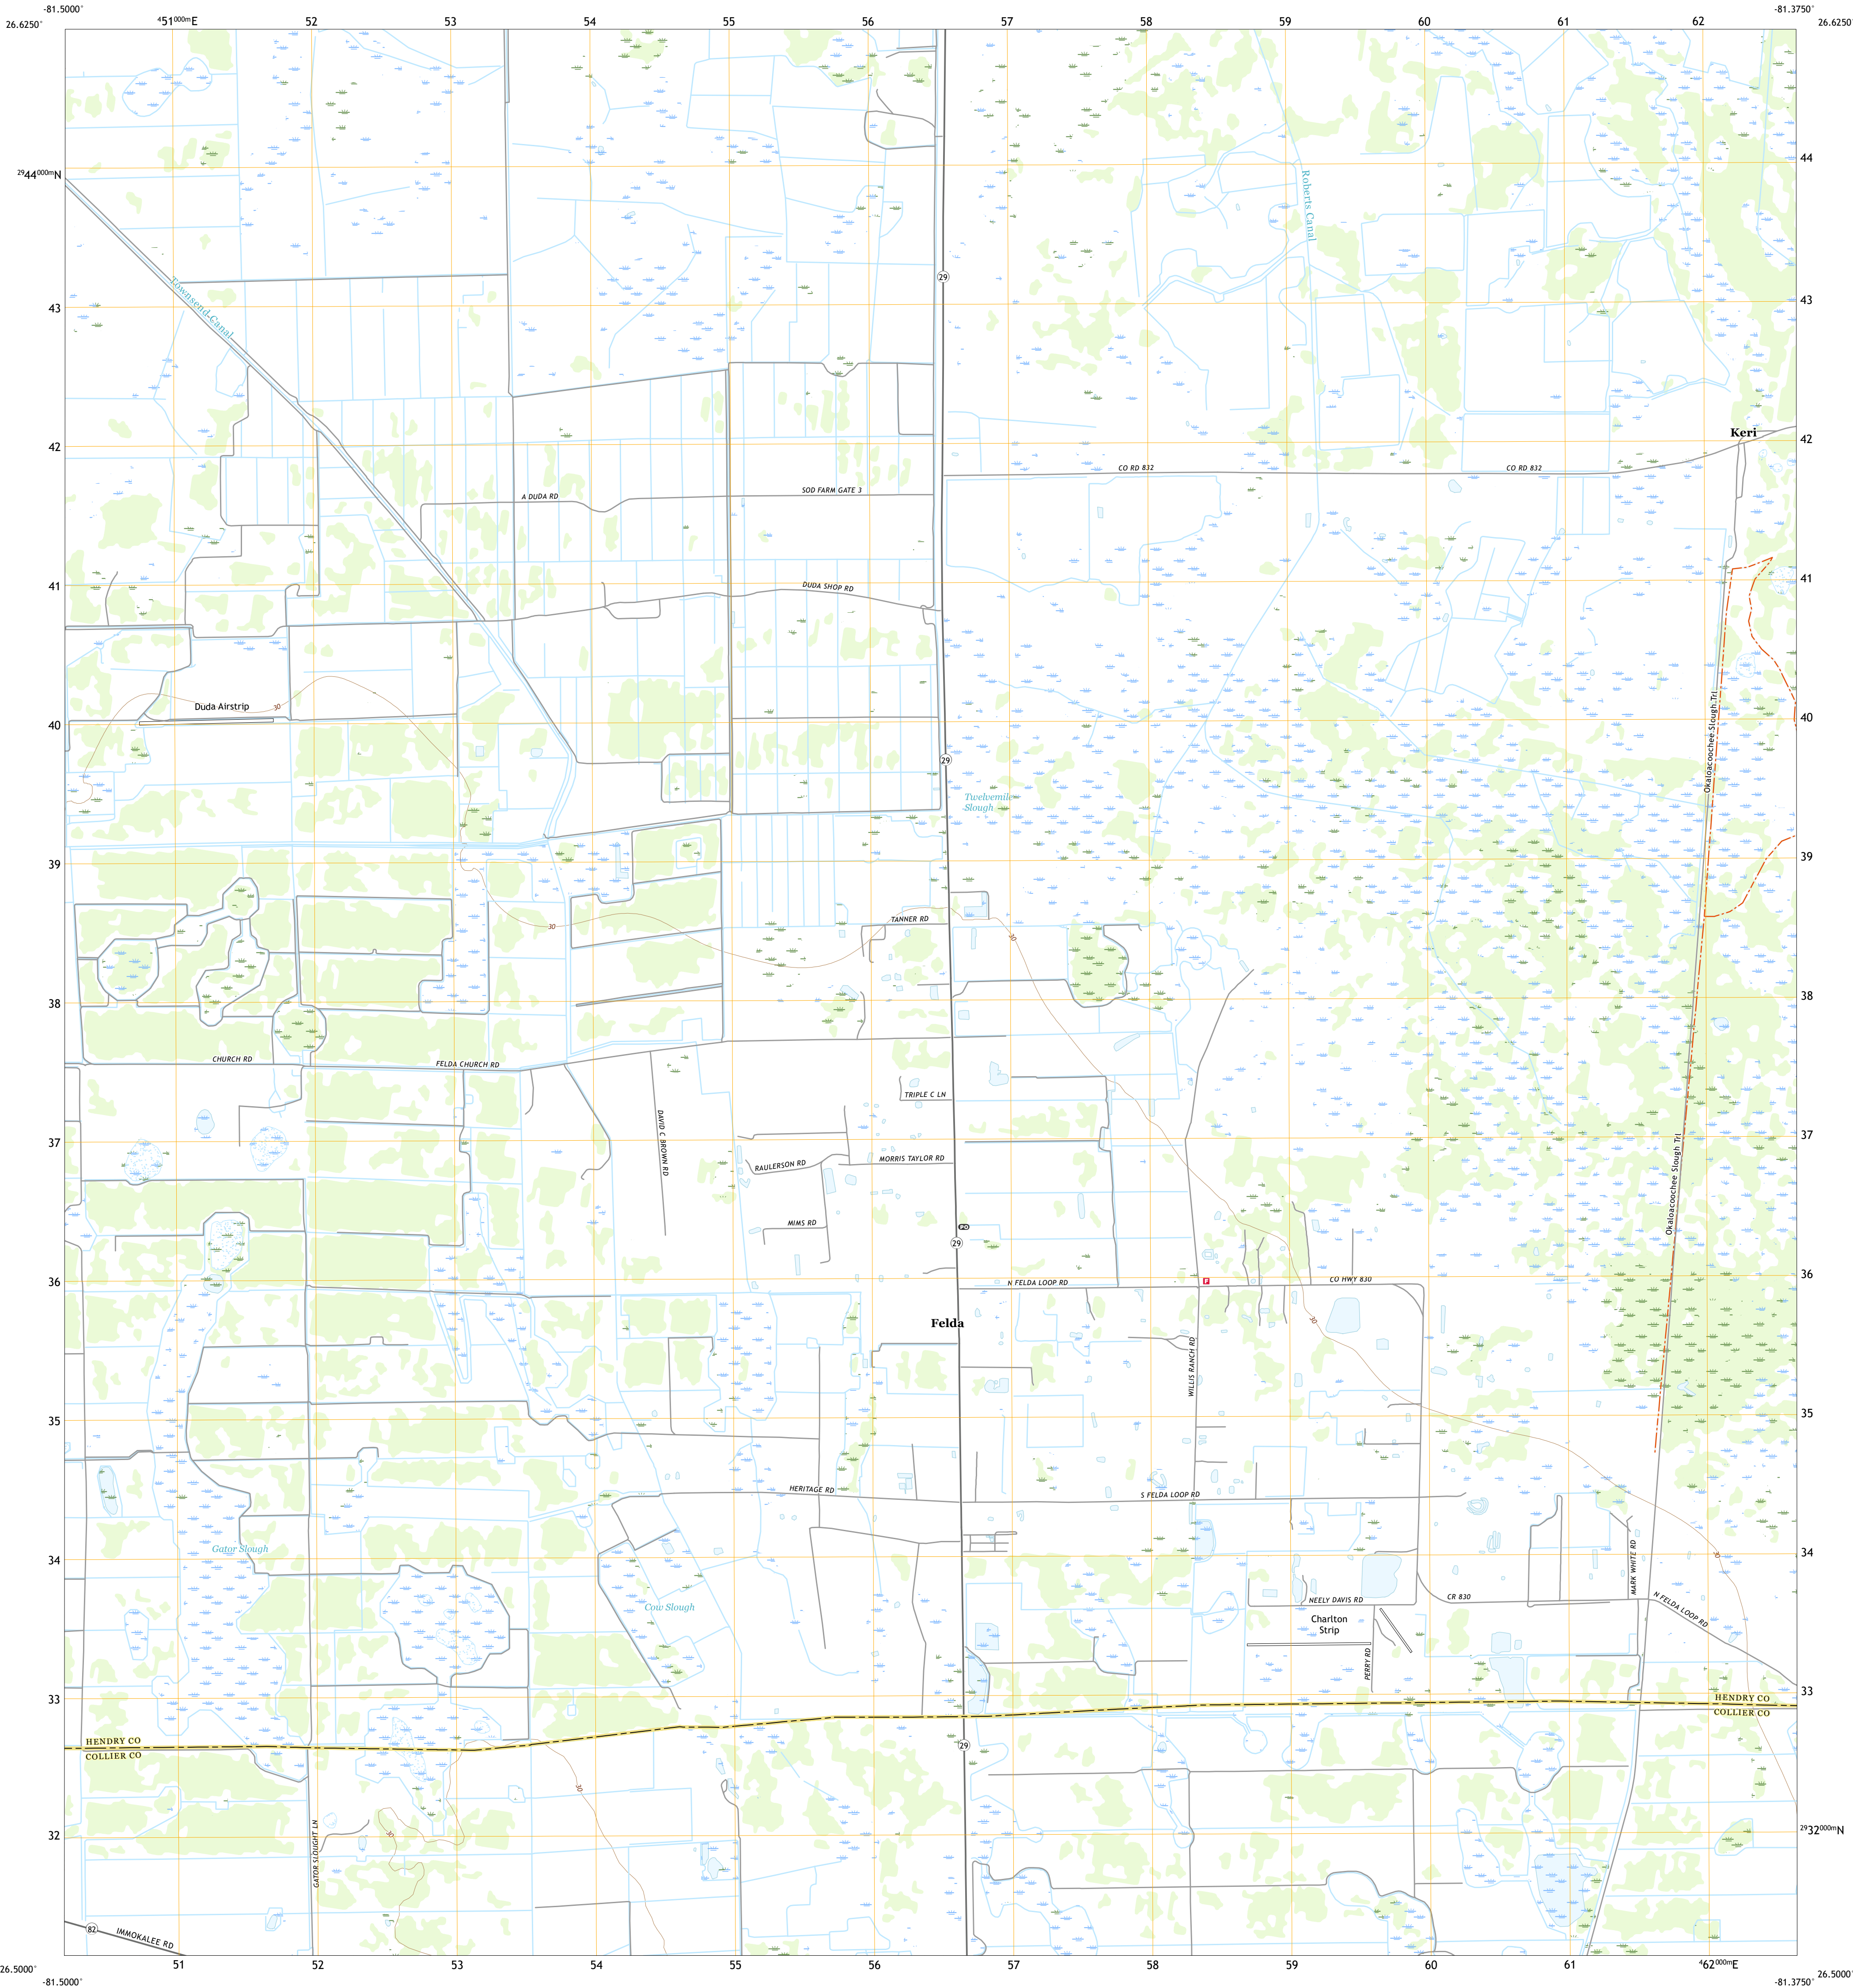 -81.5000°
-81.3750°
26.6250°
⁴51⁰⁰⁰ᵐE
52
53
54
55
56
57
58
59
60
61
62
26.6250°
44
²⁹44⁰⁰⁰ᵐN
Roberts Canal
29
Townsend Canal
43
43
Keri
42
42
CO RD 832
CO RD 832
A DUDA RD
SOD FARM GATE 3
41
41
DUDA SHOP RD
Duda Airstrip
30
40
40
Okaloacoochee Slough Trl
29
Twelvemile
Slough
39
39
TANNER RD
30
30
38
38
CHURCH RD
FELDA CHURCH RD
TRIPLE C LN
DAVID C BROWN RD
37
37
RAULERSON RD
MORRIS TAYLOR RD
Okaloacoochee Slough Trl
MIMS RD
PO
29
36
36
N FELDA LOOP RD
F
CO HWY 830
30
Felda
WILLIS RANCH RD
35
35
HERITAGE RD
S FELDA LOOP RD
Gator Slough
34
34
30
MARK WHITE RD
Cow Slough
NEELY DAVIS RD
CR 830
N FELDA LOOP RD
Charlton
Strip
PERRY RD
33
33
HENDRY CO
COLLIER CO
HENDRY CO
COLLIER CO
29
30
30
32
²⁹32⁰⁰⁰ᵐN
GATOR SLOUGHT LN
82
IMMOKALEE RD
26.5000°
51
52
53
54
55
56
57
58
59
60
61
⁴62⁰⁰⁰ᵐE
26.5000°
-81.5000°
-81.3750°